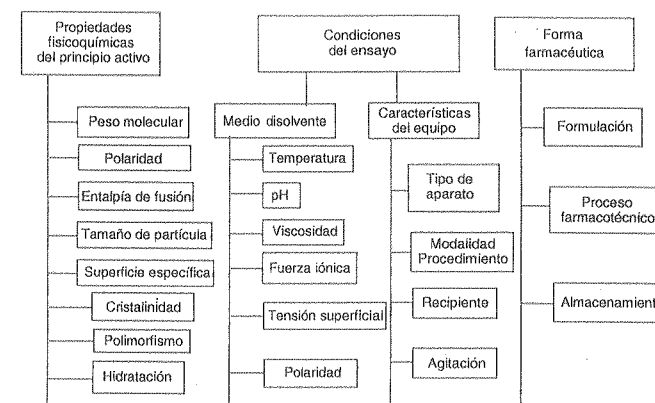 Propiedades
fisicoquímicas
del principio activo
Peso molecular
Polaridad
Entalpía de fusión
Tamaño de partícula
Superficie específica
Cristalinidad
Polimorfismo
Hidratación
Condiciones
del ensayo
Medio disolvente
Temperatura
pH
Viscosidad
Fuerza iónica
Tensión superficial
Polaridad
Características
del equipo
Tipo de
aparato
Modalidad
Procedimiento
Recipiente
Agitación
Forma
farmacéutica
Formulación
Proceso
farmacotécnico
Almacenamient